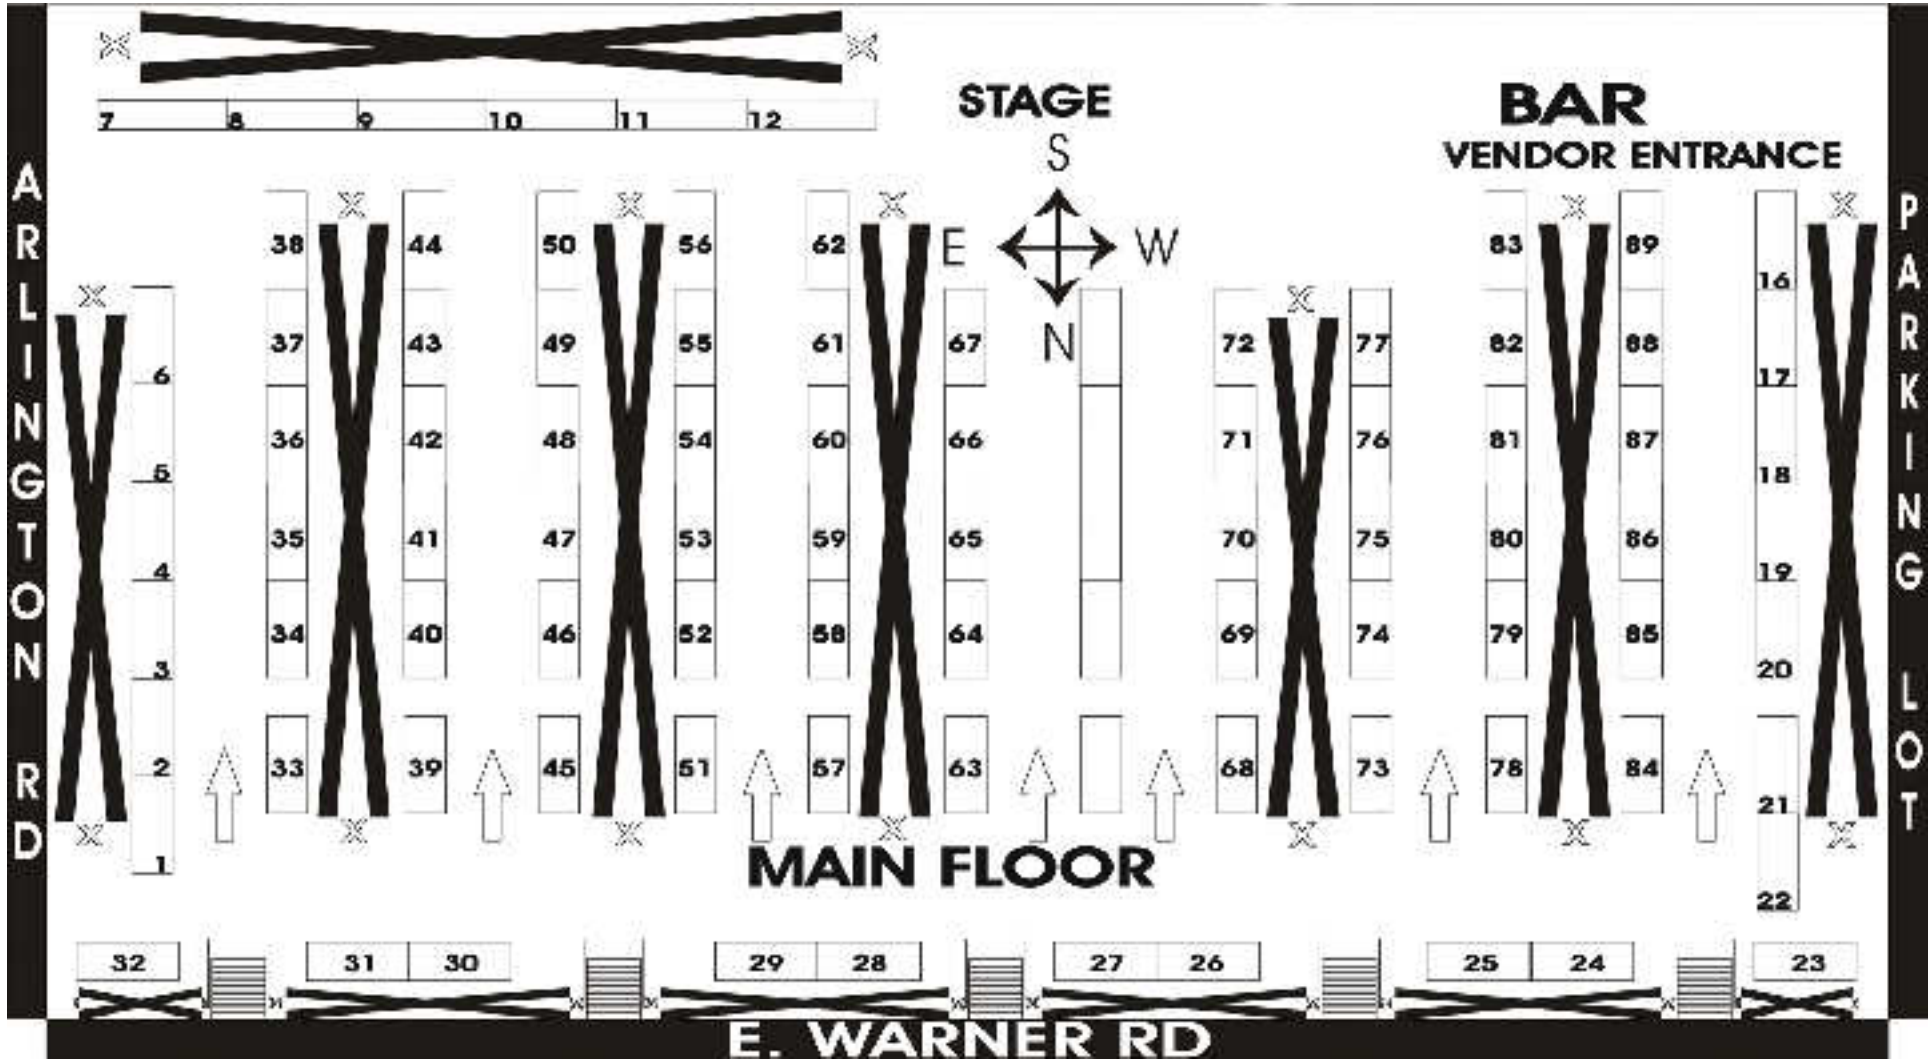 7 8 9 10 11 12
STAGE
BAR
VENDOR ENTRANCE
S
E W
N
ARLINGTON RD
PARKING LOT
38 44 50 56 62 83 89
16
37 43 49 55 61 67 72 77 82 88
6 17
36 42 48 54 60 66 71 76 81 87
5 18
35 41 47 53 59 65 70 75 80 86
4 19
34 40 46 52 58 64 69 74 79 85
3 20
33 39 45 51 57 63 68 73 78 84
2 21
MAIN FLOOR
1 22
32 31 30 29 28 27 26 25 24 23
E. WARNER RD